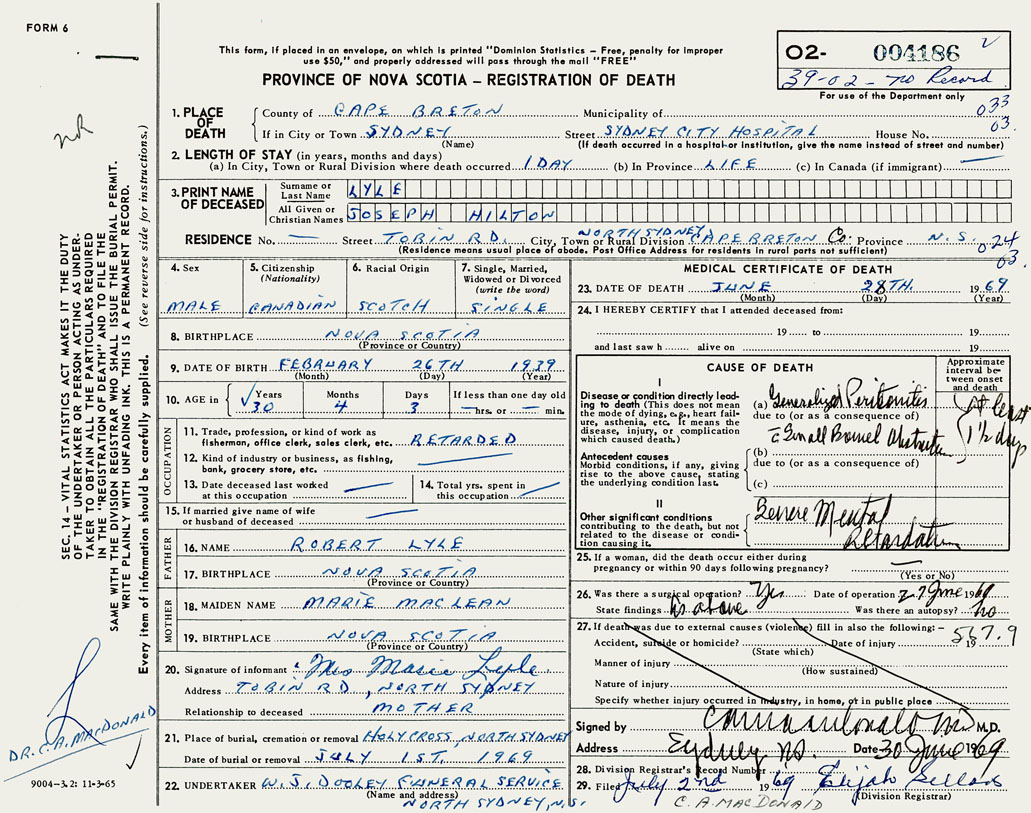 FORM 6
This form, if placed in an envelope, on which is printed "Dominion Statistics – Free, penalty for improper
use $50," and properly addressed will pass through the mail "FREE"
PROVINCE OF NOVA SCOTIA – REGISTRATION OF DEATH
02- 004186
39-02- no Record
For use of the Department only
033
03.
nR
1. PLACE OF DEATH County of CAPE BRETON Municipality of
If in City or Town SYDNEY Street SYDNEY CITY HOSPITAL House No.
(Name) (If death occurred in a hospital or institution, give the name instead of street and number)
2. LENGTH OF STAY (in years, months and days)
(a) In City, Town or Rural Division where death occurred 1 DAY (b) In Province LIFE (c) In Canada (if immigrant) —
3. PRINT NAME OF DECEASED Surname or Last Name LYLE
All Given or Christian Names JOSEPH HILTON
RESIDENCE No. — Street TOBIN RD. City, Town or Rural Division NORTH SYDNEY CAPE BRETON Co. Province N.S.
(Residence means usual place of abode. Post Office Address for residents in rural parts not sufficient)
024
03.
4. Sex MALE
5. Citizenship (Nationality) CANADIAN
6. Racial Origin SCOTCH
7. Single, Married, Widowed or Divorced (write the word) SINGLE
8. BIRTHPLACE NOVA SCOTIA
(Province or Country)
9. DATE OF BIRTH FEBRUARY 26TH 1939
(Month) (Day) (Year)
10. AGE in Years 30 Months 4 Days 3 If less than one day old — hrs. or — min.
OCCUPATION
11. Trade, profession, or kind of work as fisherman, office clerk, sales clerk, etc. RETARDED
12. Kind of industry or business, as fishing, bank, grocery store, etc. —
13. Date deceased last worked at this occupation —
14. Total yrs. spent in this occupation —
15. If married give name of wife or husband of deceased —
FATHER
16. NAME ROBERT LYLE
17. BIRTHPLACE NOVA SCOTIA
(Province or Country)
MOTHER
18. MAIDEN NAME MARIE MACLEAN
19. BIRTHPLACE NOVA SCOTIA
(Province or Country)
20. Signature of informant Mrs Marie Lyle
Address TOBIN RD, NORTH SYDNEY
Relationship to deceased MOTHER
21. Place of burial, cremation or removal HOLY CROSS, NORTH SYDNEY
Date of burial or removal JULY 1ST. 1969
22. UNDERTAKER W. J. DOOLEY FUNERAL SERVICE
(Name and address) NORTH SYDNEY, N.S.
MEDICAL CERTIFICATE OF DEATH
23. DATE OF DEATH JUNE 28TH. 1969
(Month) (Day) (Year)
24. I HEREBY CERTIFY that I attended deceased from:
19 to 19
and last saw h alive on 19
CAUSE OF DEATH
Approximate interval between onset and death
I
Disease or condition directly leading to death (This does not mean the mode of dying, e.g., heart failure, asthenia, etc. It means the disease, injury, or complication which caused death.)
(a) Generalized Peritonitis
due to (or as a consequence of)
c̄ Small Bowel Obstruction
at least 1½ days
Antecedent causes
Morbid conditions, if any, giving rise to the above cause, stating the underlying condition last.
(b)
due to (or as a consequence of)
(c)
II
Other significant conditions contributing to the death, but not related to the disease or condition causing it.
Severe Mental
Retardation
25. If a woman, did the death occur either during pregnancy or within 90 days following pregnancy? —
(Yes or No)
26. Was there a surgical operation? Yes Date of operation 27 June 1969
State findings As above Was there an autopsy? no
27. If death was due to external causes (violence) fill in also the following:–
567.9
Accident, suicide or homicide? Date of injury 19
(State which)
Manner of injury
(How sustained)
Nature of injury
Specify whether injury occurred in industry, in home, or in public place
Signed by M.D.
Address Sydney NS. Date 30 June 1969
28. Division Registrar's Record Number
29. Filed July 2nd 1969 Elijah
(Division Registrar)
C. A. MACDONALD
SEC. 14 – VITAL STATISTICS ACT MAKES IT THE DUTY
OF THE UNDERTAKER OR PERSON ACTING AS UNDER-
TAKER TO OBTAIN ALL THE PARTICULARS REQUIRED
IN THE "REGISTRATION OF DEATH" AND TO FILE THE
SAME WITH THE DIVISION REGISTRAR WHO SHALL ISSUE THE BURIAL PERMIT.
WRITE PLAINLY WITH UNFADING INK. THIS IS A PERMANENT RECORD.
Every item of information should be carefully supplied. (See reverse side for instructions.)
DR. C. A. MACDONALD
9004–3.2: 11-3-65